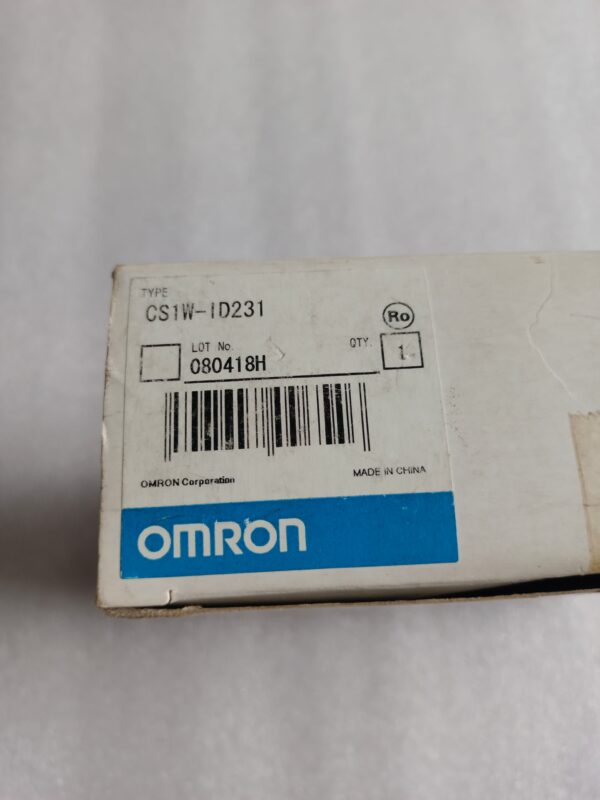 TYPE
CS1W-ID231
Ro
LOT No.
QTY.
080418H
1
OMRON Corporation
MADE IN CHINA
OMRON